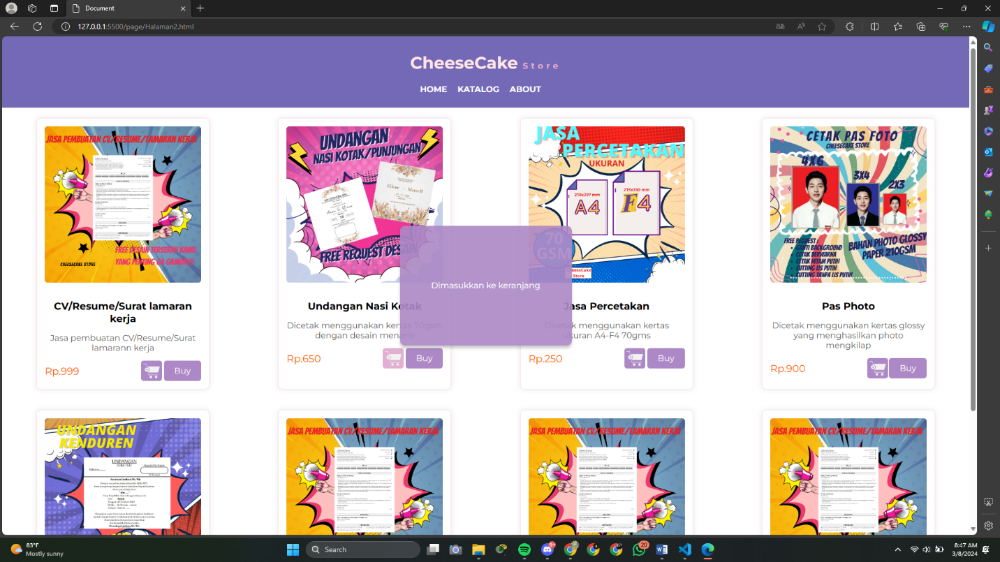 Document
127.0.0.1:5500/page/Halaman2.html
CheeseCake Store
HOME KATALOG ABOUT
JASA PEMBUATAN CV/RESUME/LAMARAN KERJA
FREE DESAIN TERSERAH KAMU
YANG PENTING GA GAMON!!!
CHEESECAKE STORE
CV/Resume/Surat lamaran
kerja
Jasa pembuatan CV/Resume/Surat
lamarann kerja
Rp.999
Buy
UNDANGAN
NASI KOTAK/PUNJUNGAN
FREE REQUEST DESAIN
Undangan Nasi Kotak
Dicetak menggunakan kertas 70gsm
dengan desain menarik
Rp.650
Buy
JASA
PERCETAKAN
UKURAN
210x297 mm
A4
215x330 mm
F4
70
GSM
CheeseCake
Store
Jasa Percetakan
Dicetak menggunakan kertas
ukuran A4-F4 70gms
Rp.250
Buy
Dimasukkan ke keranjang
CETAK PAS FOTO
CHEESECAKE STORE
4X6
3X4
2X3
FREE REQUEST :
GANTI BACKGROUND
CETAK BERWARNA
CETAK HITAM PUTIH
CUTTING LIS PUTIH
CUTTING TANPA LIS PUTIH
BAHAN PHOTO GLOSSY
PAPER 210GSM
Pas Photo
Dicetak menggunakan kertas glossy
yang menghasilkan photo
mengkilap
Rp.900
Buy
UNDANGAN
KENDUREN
UNDANGAN
JASA PEMBUATAN CV/RESUME/LAMARAN KERJA
JASA PEMBUATAN CV/RESUME/LAMARAN KERJA
JASA PEMBUATAN CV/RESUME/LAMARAN KERJA
83°F
Mostly sunny
Search
9+
20
8:47 AM
3/8/2024